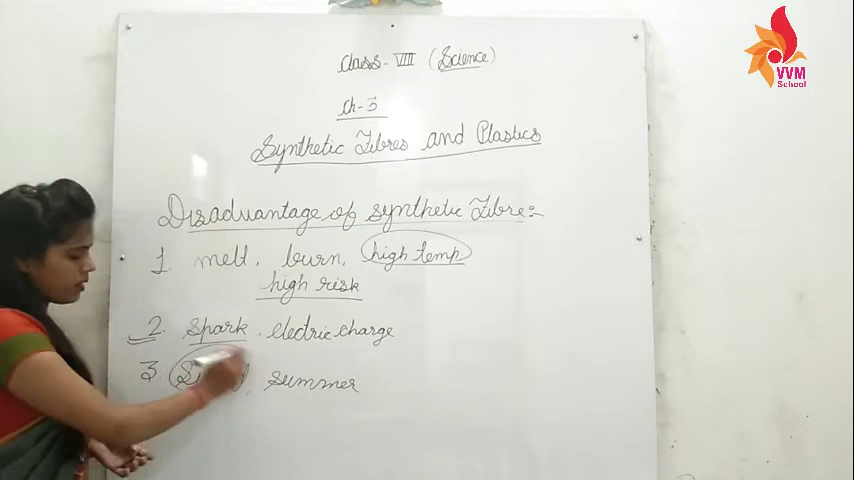 VVM
School
Class - VIII (Science)
Ch - 3
Synthetic Fibres and Plastics
Disadvantage of synthetic Fibre :-
1. melt, burn, high temp
high risk
2. Spark, electric charge
3. summer